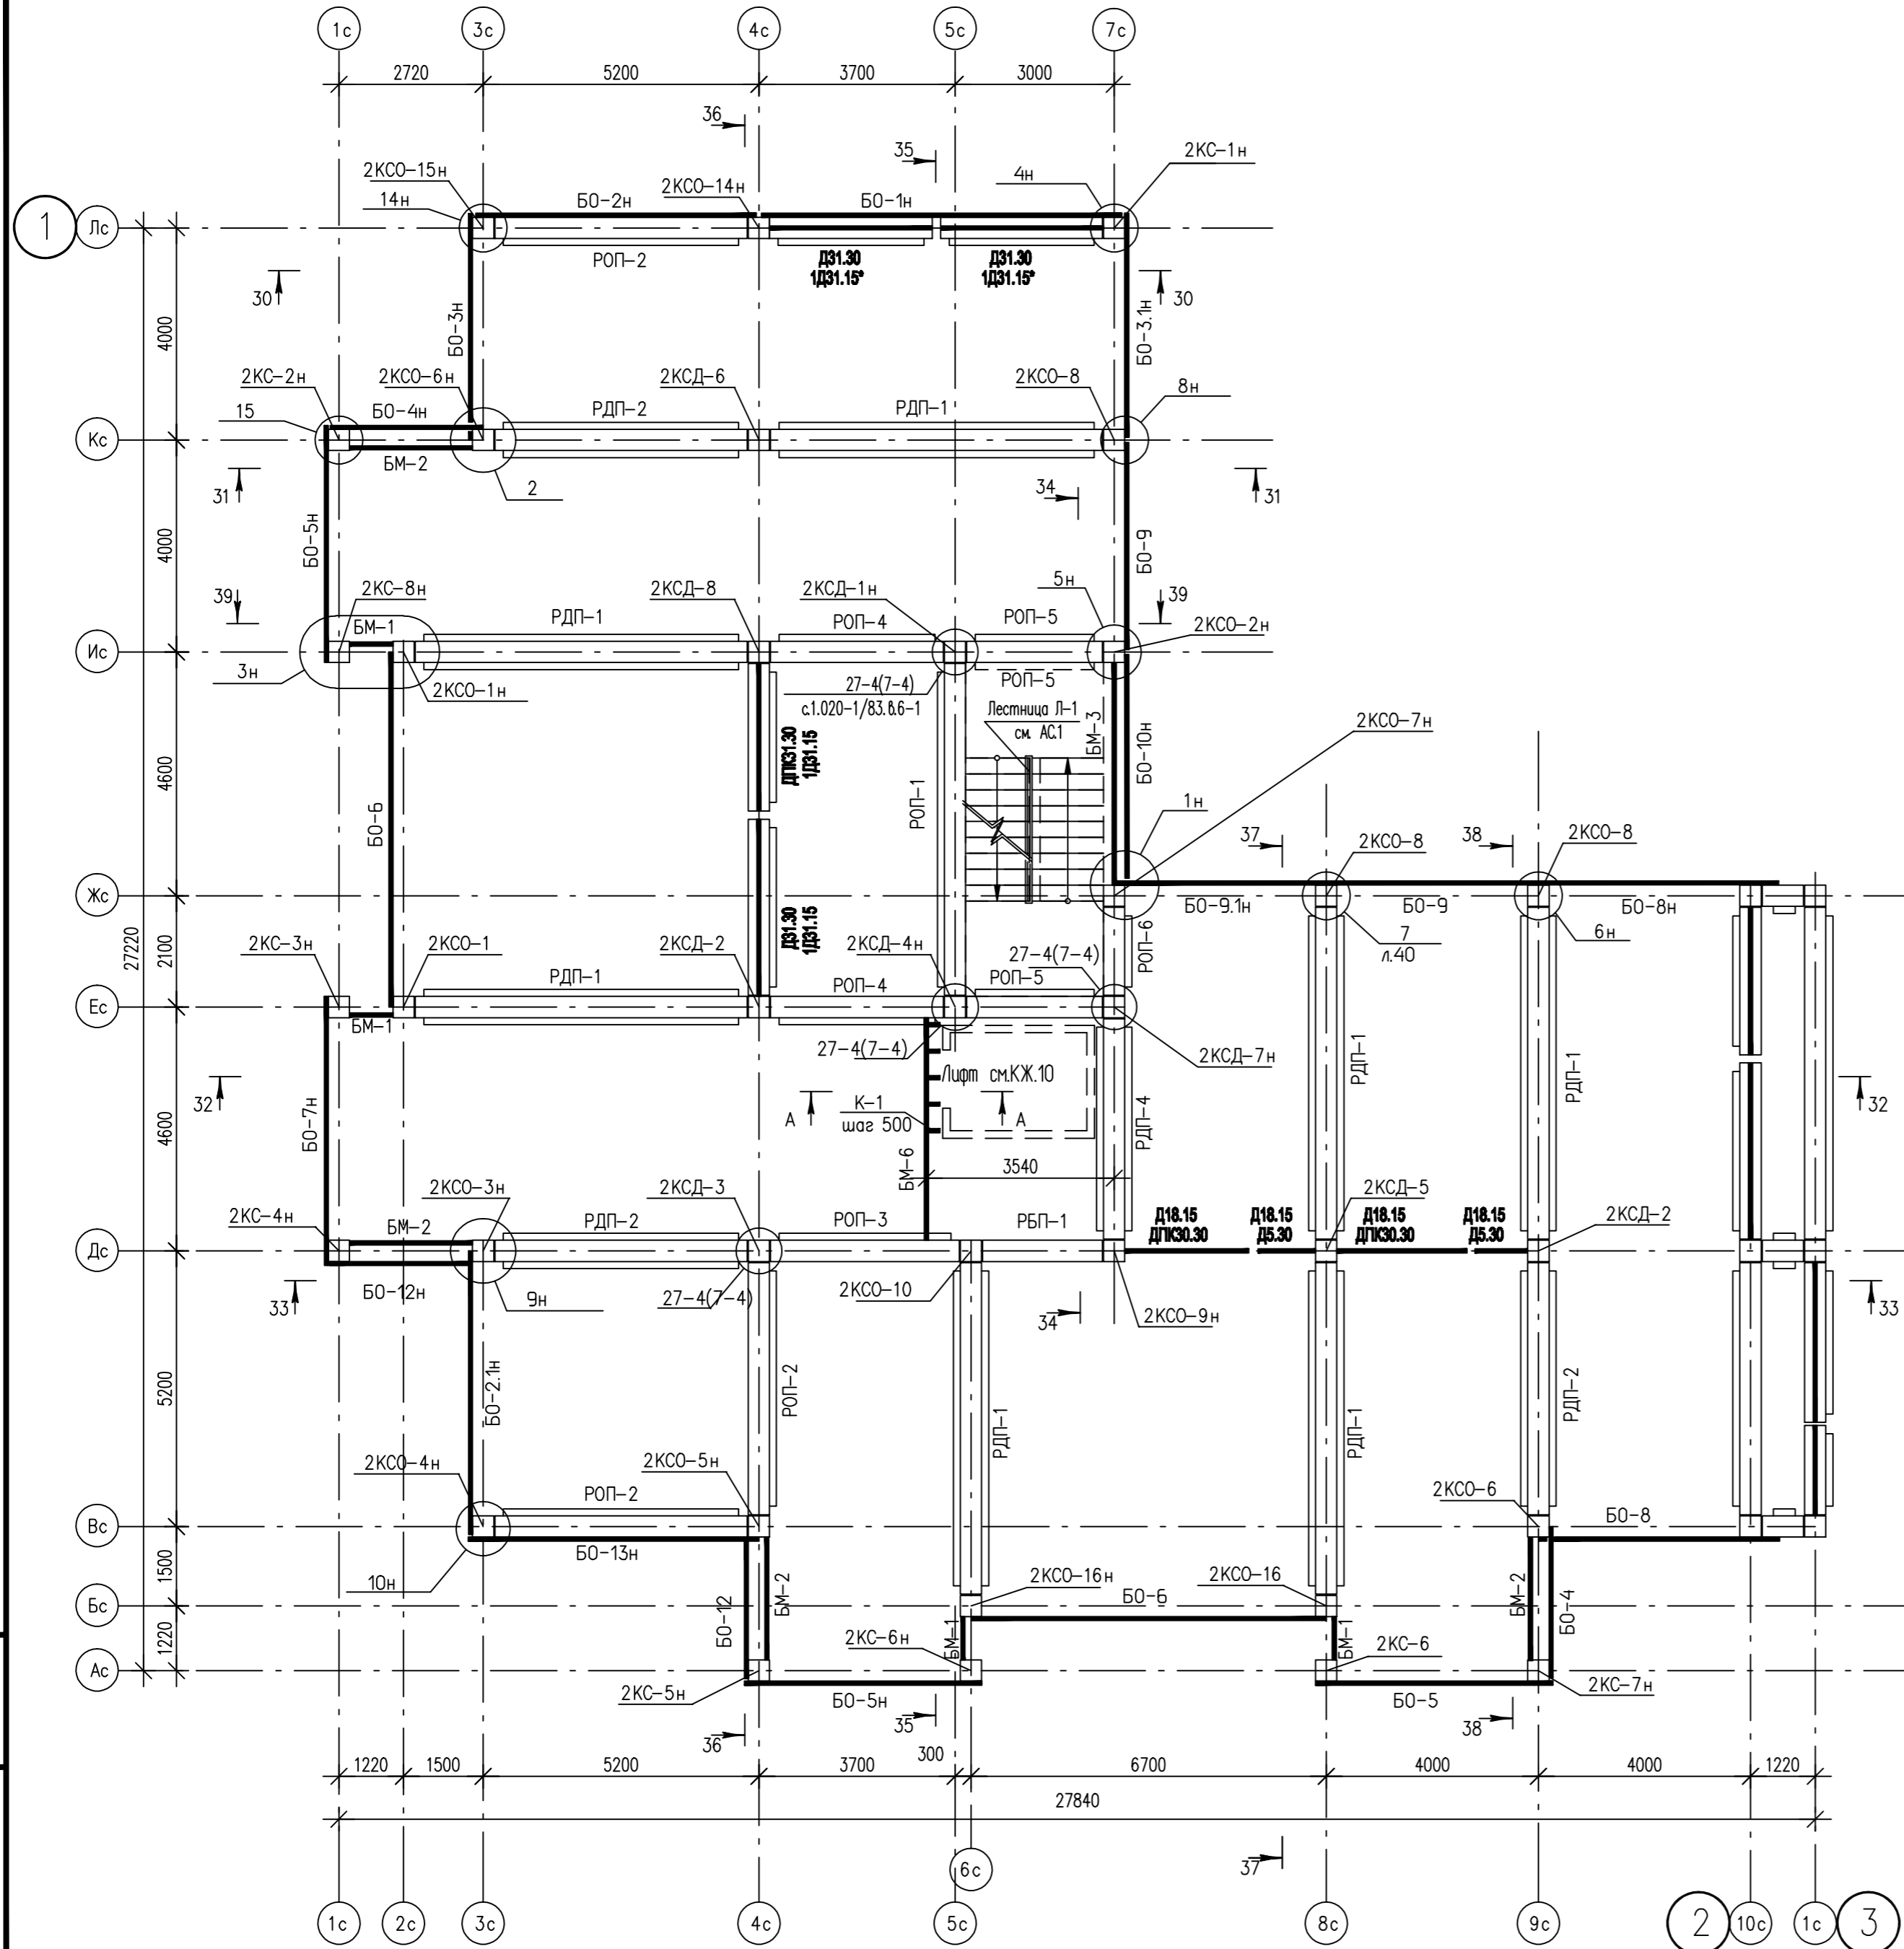 1с
3с
4с
5с
7с
2720
5200
3700
3000
36
35
2КСО-15н
14н
БО-2н
2КСО-14н
БО-1н
4н
2КС-1н
1
Лс
РОП-2
Д31.30
1Д31.15*
Д31.30
1Д31.15*
30
30
4000
БО-3н
БО-3.1н
2КС-2н
2КСО-6н
2КСД-6
2КСО-8
8н
15
БО-4н
РДП-2
РДП-1
Кс
БМ-2
2
31
34
31
БО-5н
4000
БО-9
39
2КС-8н
2КСД-8
2КСД-1н
5н
39
БМ-1
РДП-1
РОП-4
РОП-5
2КСО-2н
Ис
3н
2КСО-1н
27-4(7-4)
с.1.020-1/83.в.6-1
РОП-5
Лестница Л-1
см. АС.1
БМ-3
2КСО-7н
ДПК31.30
1Д31.15
4600
БО-6
РОП-1
БО-10н
1н
37
2КСО-8
38
2КСО-8
Жс
БО-9.1н
БО-9
БО-8н
Д31.30
1Д31.15
27220
2100
2КС-3н
2КСО-1
2КСД-2
2КСД-4н
27-4(7-4)
РОП-6
7
л.40
6н
РДП-1
РОП-4
РОП-5
Ес
БМ-1
27-4(7-4)
2КСД-7н
РДП-1
РДП-1
Лифт см.КЖ.10
32
32
БО-7н
4600
А
К-1
шаг 500
А
РДП-4
БМ-6
3540
2КС-4н
2КСО-3н
2КСД-3
2КСД-5
2КСД-2
БМ-2
РДП-2
РОП-3
РБП-1
Д18.15
ДПК30.30
Д18.15
Д5.30
Д18.15
ДПК30.30
Д18.15
Д5.30
Дс
33
БО-12н
9н
27-4(7-4)
2КСО-10
34
2КСО-9н
33
5200
БО-2.1н
РОП-2
РДП-1
РДП-1
РДП-2
2КСО-4н
2КСО-5н
2КСО-6
РОП-2
БО-8
Вс
БО-13н
10н
1500
2КСО-16н
2КСО-16
БО-6
Бс
БО-12
БМ-2
БМ-1
БМ-1
БМ-2
БО-4
1220
2КС-6н
2КС-6
Ас
2КС-5н
БО-5н
БО-5
2КС-7н
36
35
38
1220
1500
5200
3700
300
6700
4000
4000
1220
27840
37
6с
1с
2с
3с
4с
5с
8с
9с
2
10с
1с
3